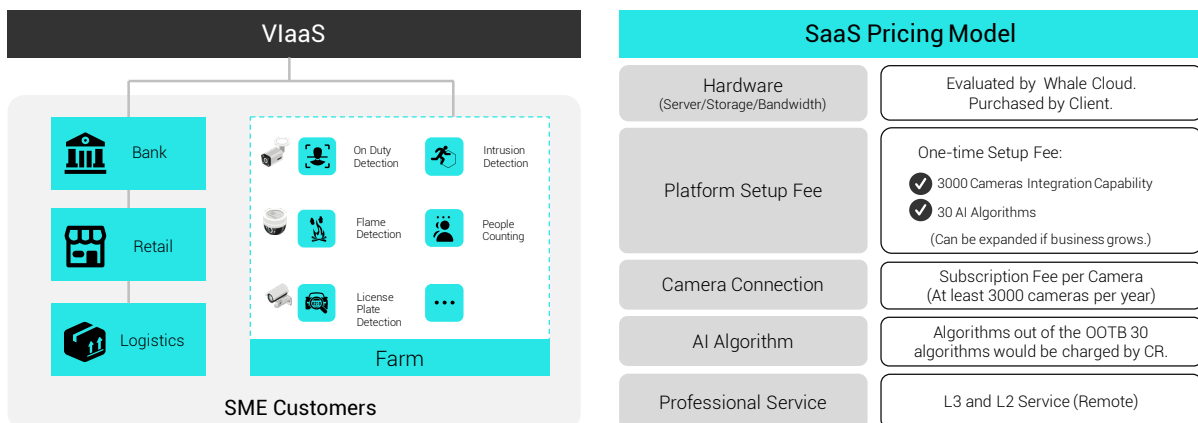 VIaaS
Bank
Retail
Logistics
On Duty
Detection
Intrusion
Detection
Flame
Detection
People
Counting
License
Plate
Detection
Farm
SME Customers
SaaS Pricing Model
Hardware
(Server/Storage/Bandwidth)
Evaluated by Whale Cloud.
Purchased by Client.
Platform Setup Fee
One-time Setup Fee:
3000 Cameras Integration Capability
30 AI Algorithms
(Can be expanded if business grows.)
Camera Connection
Subscription Fee per Camera
(At least 3000 cameras per year)
AI Algorithm
Algorithms out of the OOTB 30
algorithms would be charged by CR.
Professional Service
L3 and L2 Service (Remote)